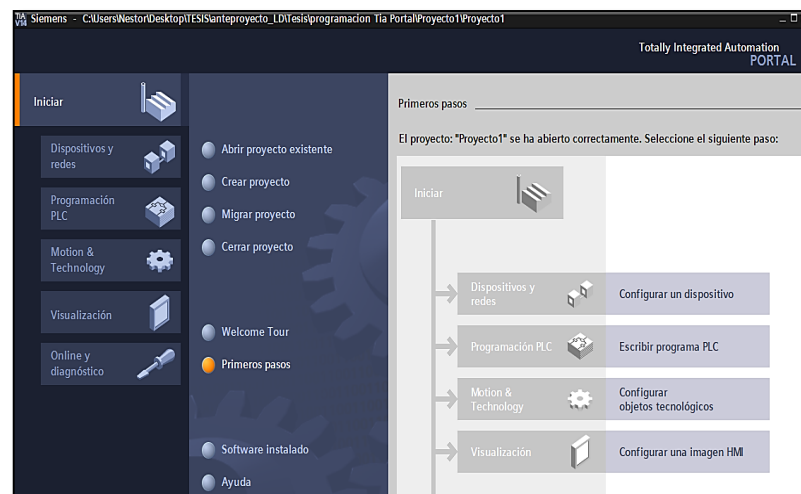 TIA
V14
Siemens - C:\Users\Nestor\Desktop\TESIS\anteproyecto_LD\Tesis\programacion Tia Portal\Proyecto1\Proyecto1
Totally Integrated Automation
PORTAL
Iniciar
Dispositivos y
redes
Programación
PLC
Motion &
Technology
Visualización
Online y
diagnóstico
Abrir proyecto existente
Crear proyecto
Migrar proyecto
Cerrar proyecto
Welcome Tour
Primeros pasos
Software instalado
Ayuda
Primeros pasos
El proyecto: "Proyecto1" se ha abierto correctamente. Seleccione el siguiente paso:
Iniciar
Dispositivos y
redes
Configurar un dispositivo
Programación PLC
Escribir programa PLC
Motion &
Technology
Configurar
objetos tecnológicos
Visualización
Configurar una imagen HMI